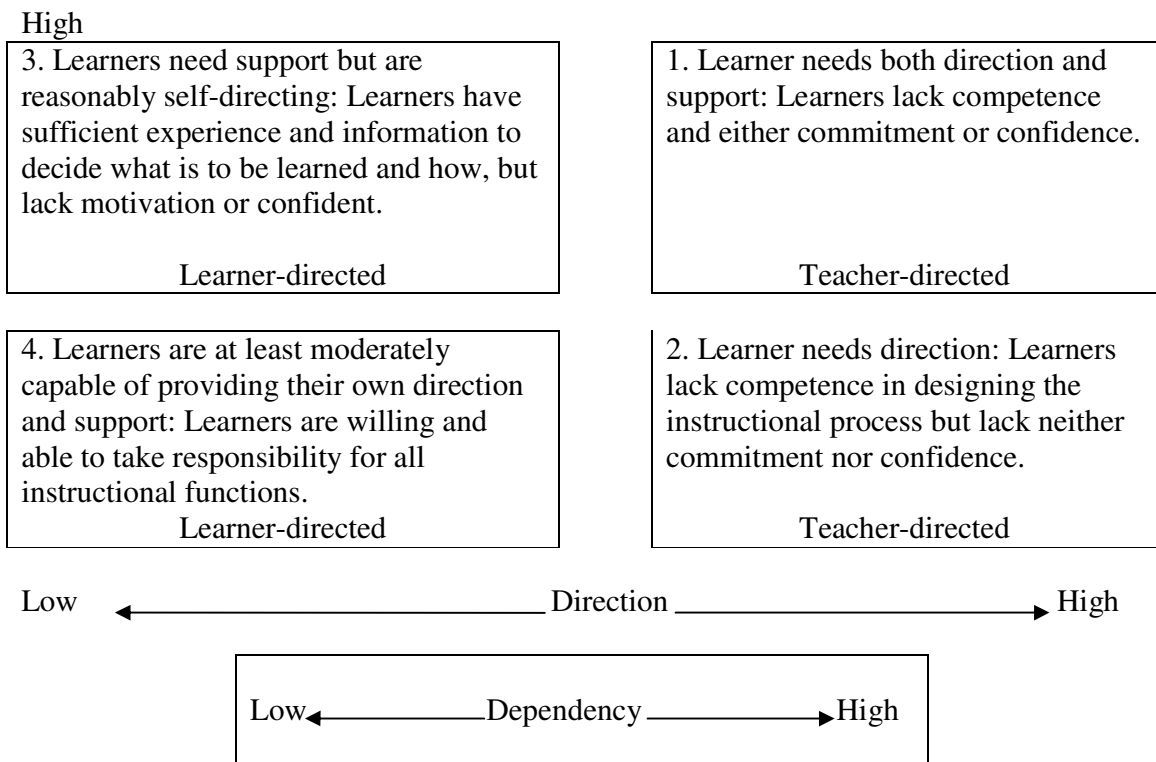 High
3. Learners need support but are
reasonably self-directing: Learners have
sufficient experience and information to
decide what is to be learned and how, but
lack motivation or confident.
Learner-directed
1. Learner needs both direction and
support: Learners lack competence
and either commitment or confidence.
Teacher-directed
4. Learners are at least moderately
capable of providing their own direction
and support: Learners are willing and
able to take responsibility for all
instructional functions.
Learner-directed
2. Learner needs direction: Learners
lack competence in designing the
instructional process but lack neither
commitment nor confidence.
Teacher-directed
Low Direction High
Low Dependency High